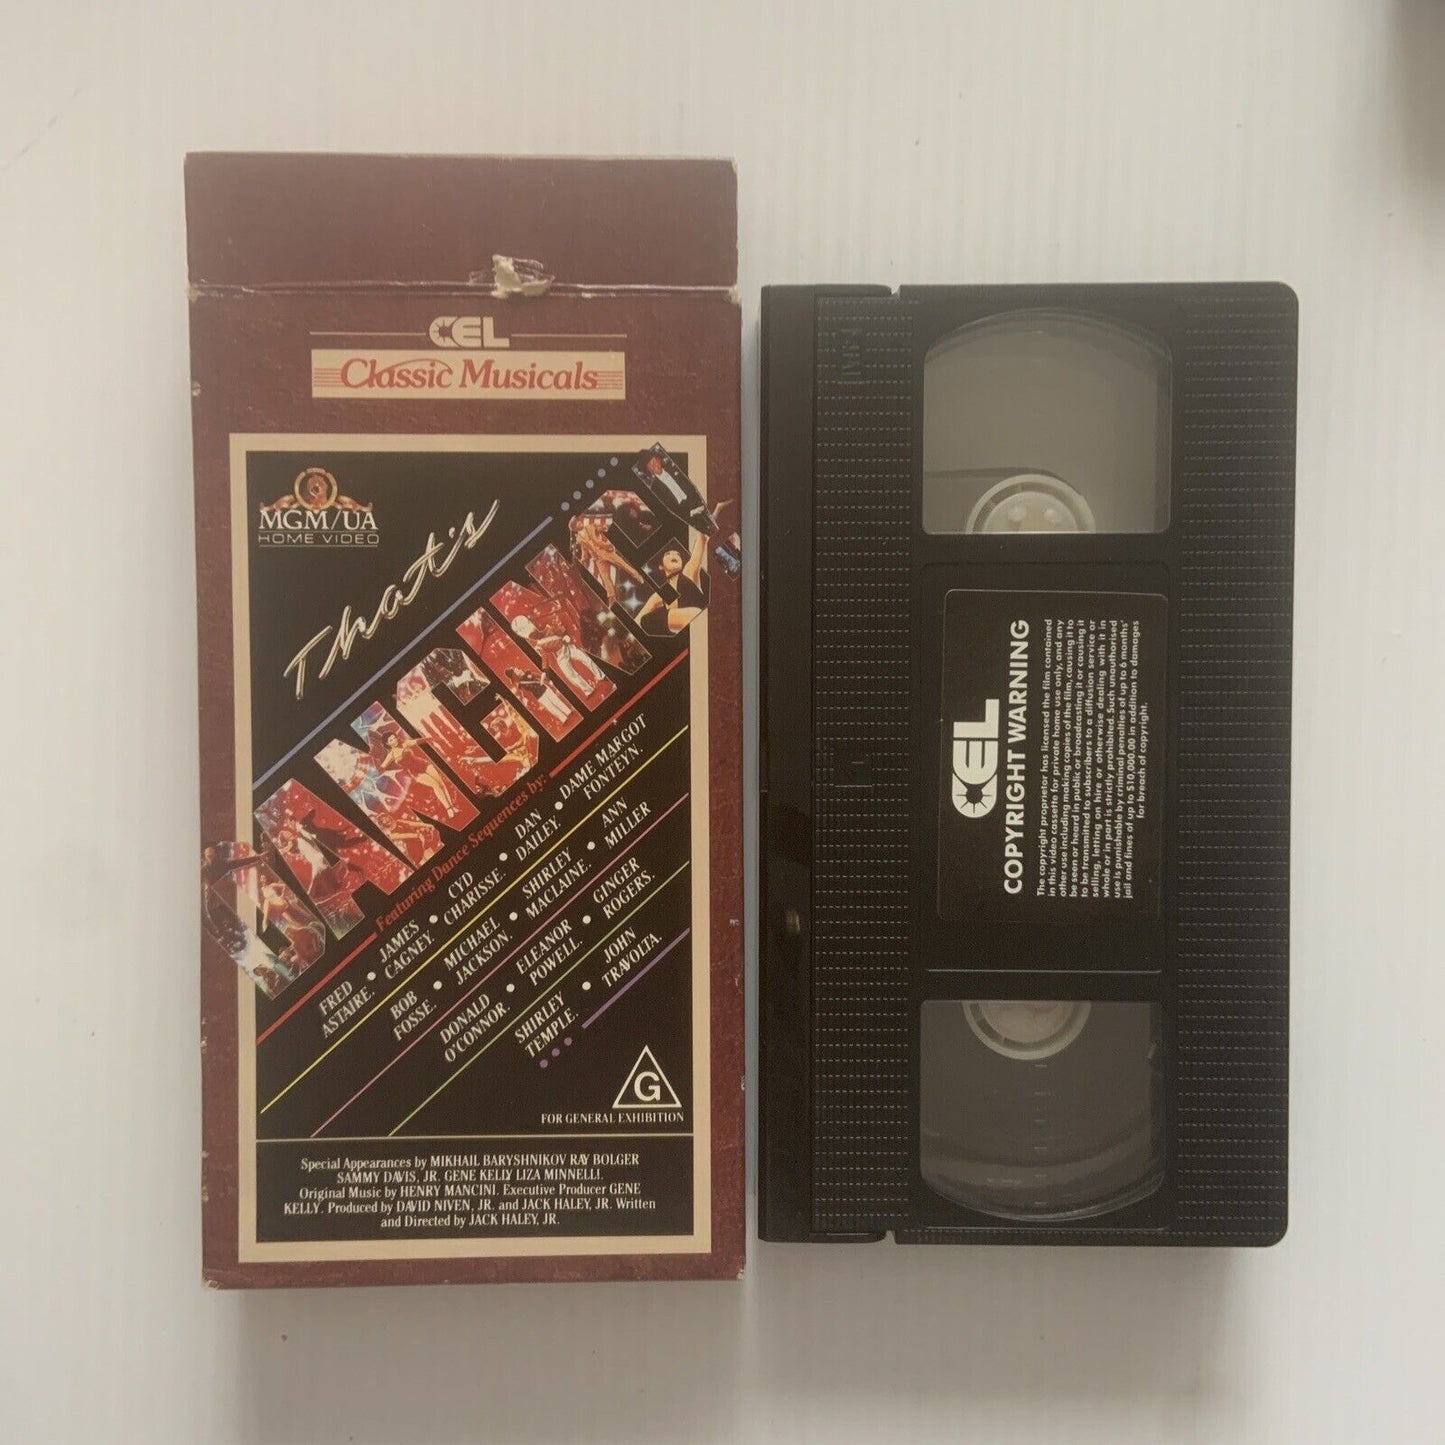 CEL
Classic Musicals
MGM/UA
HOME VIDEO
That's
DANCING!
Featuring Dance Sequences by:
FRED ASTAIRE. • JAMES CAGNEY. • CYD CHARISSE. • DAN DAILEY. • DAME MARGOT FONTEYN.
BOB FOSSE. • MICHAEL JACKSON. • SHIRLEY MACLAINE. • ANN MILLER
DONALD O'CONNOR. • ELEANOR POWELL. • GINGER ROGERS.
SHIRLEY TEMPLE. • JOHN TRAVOLTA.
G
FOR GENERAL EXHIBITION
Special Appearances by MIKHAIL BARYSHNIKOV RAY BOLGER
SAMMY DAVIS, JR. GENE KELLY LIZA MINNELLI.
Original Music by HENRY MANCINI. Executive Producer GENE
KELLY. Produced by DAVID NIVEN, JR. and JACK HALEY, JR. Written
and Directed by JACK HALEY, JR.
CEL
COPYRIGHT WARNING
The copyright proprietor has licensed the film contained
in this video cassette for private home use only, and any
other use including making copies of the film, causing it to
be seen or heard in public or broadcasting it or causing it
to be transmitted to subscribers to a diffusion service or
selling, letting on hire or otherwise dealing with it in
whole or in part is strictly prohibited. Such unauthorised
use is punishable by criminal penalties of up to 6 months'
jail and fines of up to $10,000.00 in addition to damages
for breach of copyright.